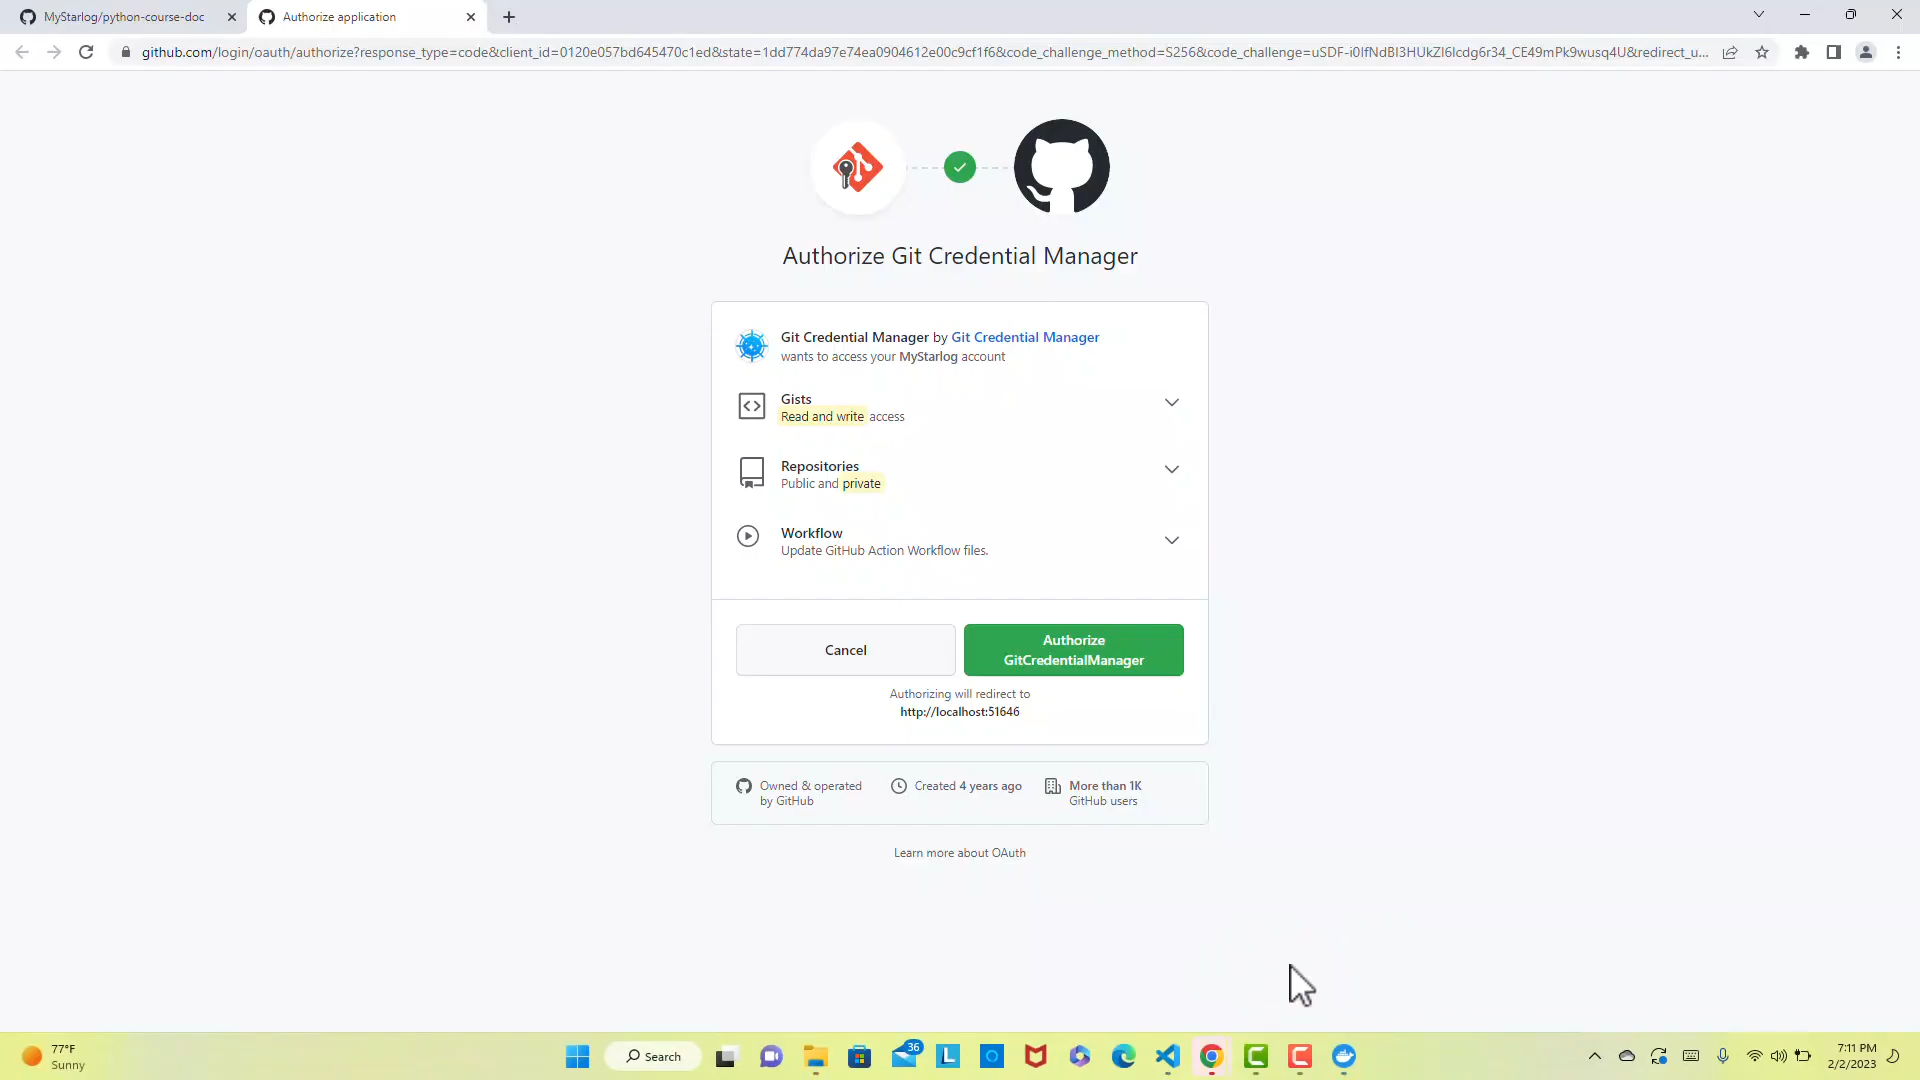 MyStarlog/python-course-doc
Authorize application
github.com/login/oauth/authorize?response_type=code&client_id=0120e057bd645470c1ed&state=1dd774da97e74ea0904612e00c9cf1f6&code_challenge_method=S256&code_challenge=uSDF-i0IfNdBI3HUkZI6Icdg6r34_CE49mPk9wusq4U&redirect_u...
Authorize Git Credential Manager
Git Credential Manager by Git Credential Manager
wants to access your MyStarlog account
Gists
Read and write access
Repositories
Public and private
Workflow
Update GitHub Action Workflow files.
Cancel
Authorize
GitCredentialManager
Authorizing will redirect to
http://localhost:51646
Owned & operated
by GitHub
Created 4 years ago
More than 1K
GitHub users
Learn more about OAuth
77°F
Sunny
Search
36
L
7:11 PM
2/2/2023